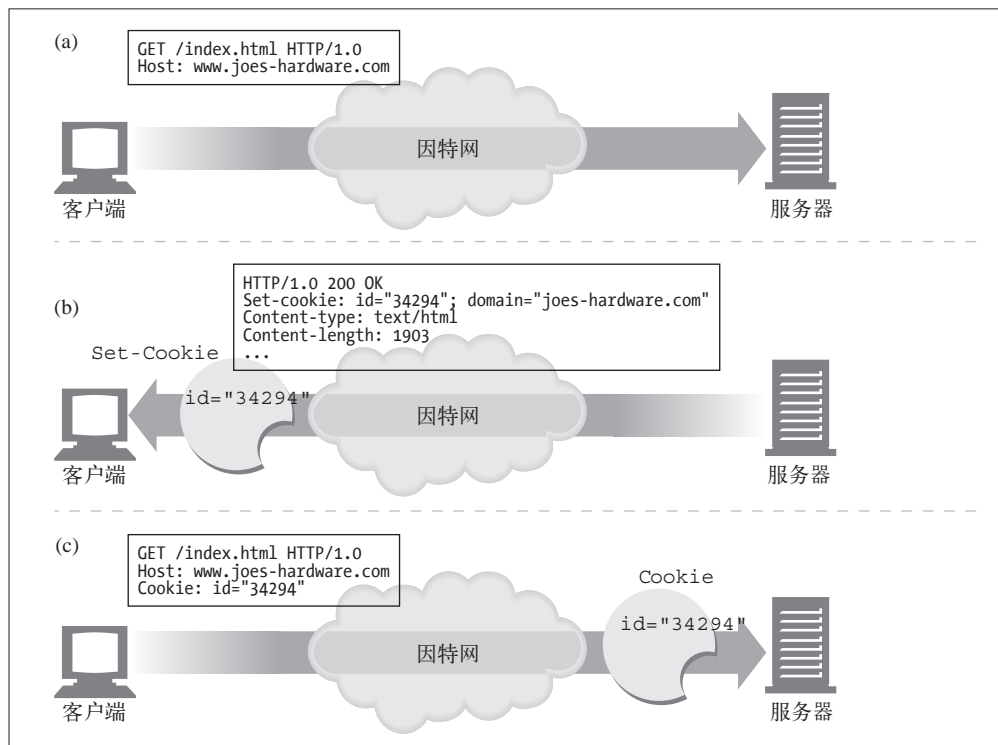 (a)
GET /index.html HTTP/1.0
Host: www.joes-hardware.com
因特网
客户端
服务器
(b)
HTTP/1.0 200 OK
Set-cookie: id="34294"; domain="joes-hardware.com"
Content-type: text/html
Content-length: 1903
...
Set-Cookie
id="34294"
因特网
客户端
服务器
(c)
GET /index.html HTTP/1.0
Host: www.joes-hardware.com
Cookie: id="34294"
Cookie
id="34294"
因特网
客户端
服务器